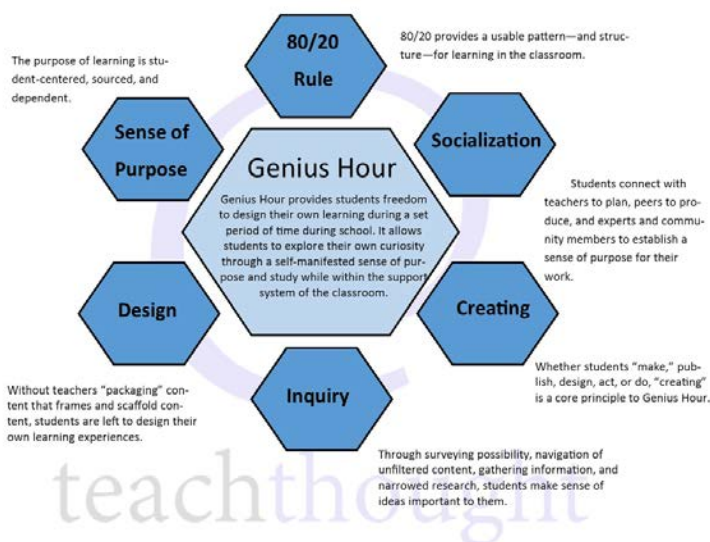 80/20
Rule
80/20 provides a usable pattern—and struc-
ture—for learning in the classroom.
The purpose of learning is stu-
dent-centered, sourced, and
dependent.
Sense of
Purpose
Socialization
Students connect with
teachers to plan, peers to pro-
duce, and experts and commu-
nity members to establish a
sense of purpose for their
work.
Genius Hour
Genius Hour provides students freedom
to design their own learning during a set
period of time during school. It allows
students to explore their own curiosity
through a self-manifested sense of pur-
pose and study while within the support
system of the classroom.
Design
Without teachers “packaging” con-
tent that frames and scaffold con-
tent, students are left to design their
own learning experiences.
Creating
Whether students “make,” pub-
lish, design, act, or do, “creating”
is a core principle to Genius Hour.
Inquiry
Through surveying possibility, navigation of
unfiltered content, gathering information, and
narrowed research, students make sense of
ideas important to them.
teachthought